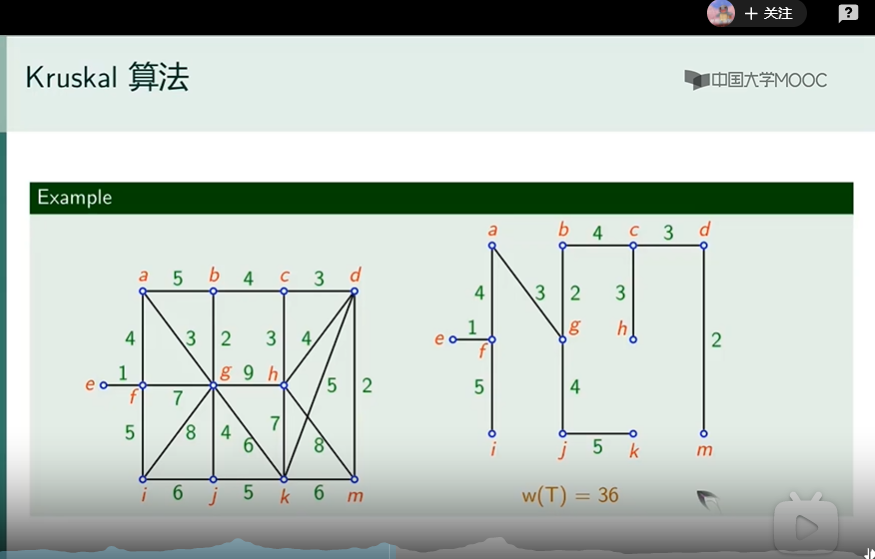 关注
?
Kruskal 算法
中国大学MOOC
Example
a 5 b 4 c 3 d
4 3 2 3 4
e 1 f 7 g 9 h 5 2
5 8 4 6 7 8
i 6 j 5 k 6 m
a b 4 c 3 d
4 3 2 3
e 1 f g h 2
5 4
i j 5 k m
w(T) = 36